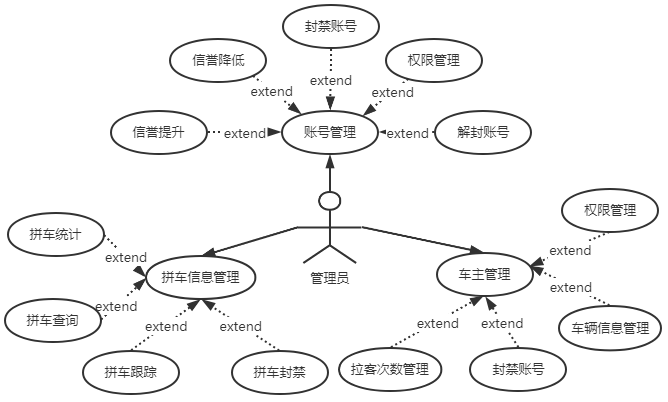 封禁账号
信誉降低
权限管理
extend
extend
extend
信誉提升
extend
账号管理
extend
解封账号
权限管理
拼车统计
extend
extend
拼车信息管理
管理员
车主管理
extend
extend
拼车查询
车辆信息管理
extend
extend
extend
extend
拼车跟踪
拼车封禁
拉客次数管理
封禁账号